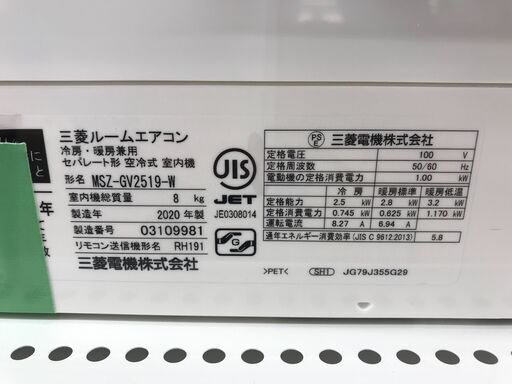 三菱ルームエアコン
冷房・暖房兼用
セパレート形 空冷式 室内機
形名 MSZ-GV2519-W
室内機総質量 8 kg
製造年 2020 年製
製造番号 03109981
リモコン送信機形名 RH191
三菱電機株式会社
JIS
JET
JE0308014
PS
E
三菱電機株式会社
定格電圧 100 V
定格周波数 50/60 Hz
電動機の定格消費電力 1.00 kW
冷房 暖房標準 暖房低温
定格能力 2.5 kW 2.8 kW 3.2 kW
定格消費電力 0.745 kW 0.625 kW 1.170 kW
運転電流 8.27 A 6.94 A
通年エネルギー消費効率(JIS C 9612:2013) 5.8
>PET< SH1 JG79J355G29
にと
年